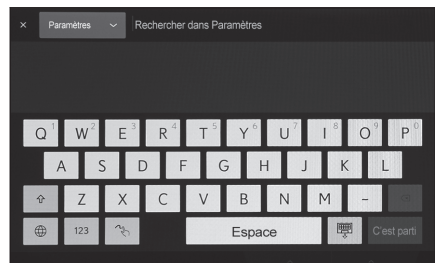 × Paramètres Rechercher dans Paramètres
Q 1 W 2 E 3 R 4 T 5 Y 6 U 7 I 8 O 9 P 0
A S D F G H J K L
Z X C V B N M -
123 Espace C'est parti